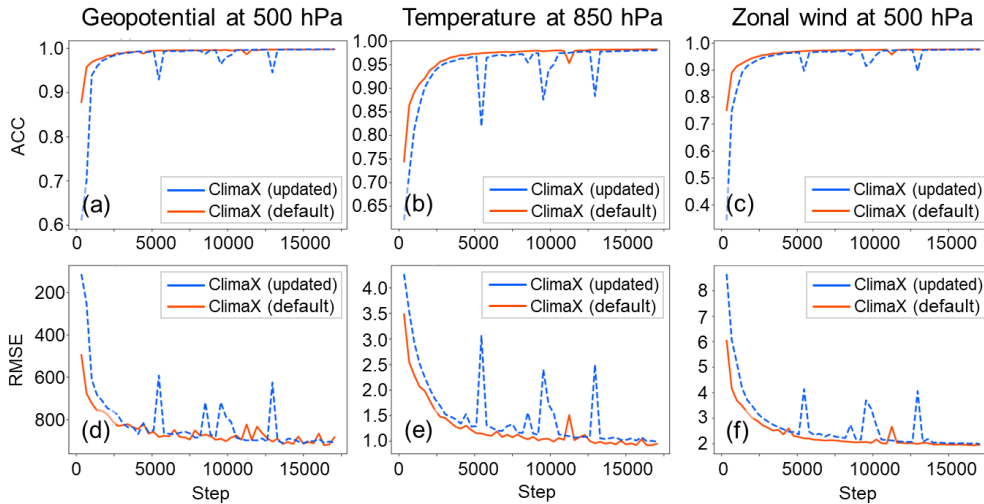 Geopotential at 500 hPa
Temperature at 850 hPa
Zonal wind at 500 hPa
ACC
1.0
0.9
0.8
0.7
0.6
(a)
ClimaX (updated)
ClimaX (default)
5000 10000 15000
1.00
0.95
0.90
0.85
0.80
0.75
0.70
0.65
(b)
ClimaX (updated)
ClimaX (default)
5000 10000 15000
1.0
0.9
0.8
0.7
0.6
0.5
0.4
(c)
ClimaX (updated)
ClimaX (default)
5000 10000 15000
RMSE
200
400
600
800
(d)
ClimaX (updated)
ClimaX (default)
0 5000 10000 15000
Step
4.0
3.5
3.0
2.5
2.0
1.5
1.0
(e)
ClimaX (updated)
ClimaX (default)
0 5000 10000 15000
Step
8
7
6
5
4
3
2
(f)
ClimaX (updated)
ClimaX (default)
0 5000 10000 15000
Step